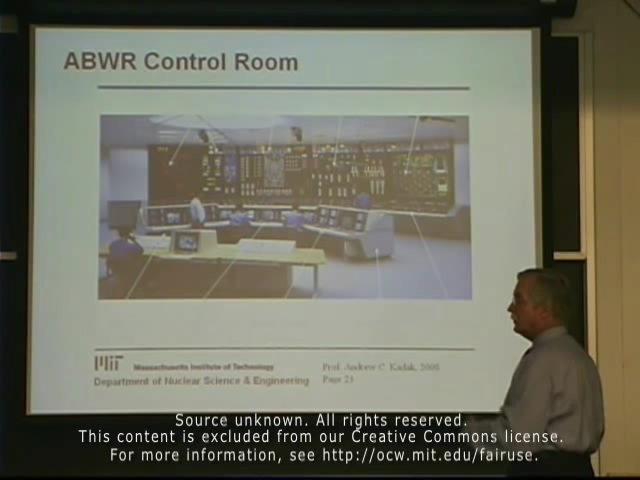 ABWR Control Room
MIT Massachusetts Institute of Technology
Department of Nuclear Science & Engineering
Prof. Andrew C. Kadak, 2008
Page 21
Source unknown. All rights reserved.
This content is excluded from our Creative Commons license.
For more information, see http://ocw.mit.edu/fairuse.